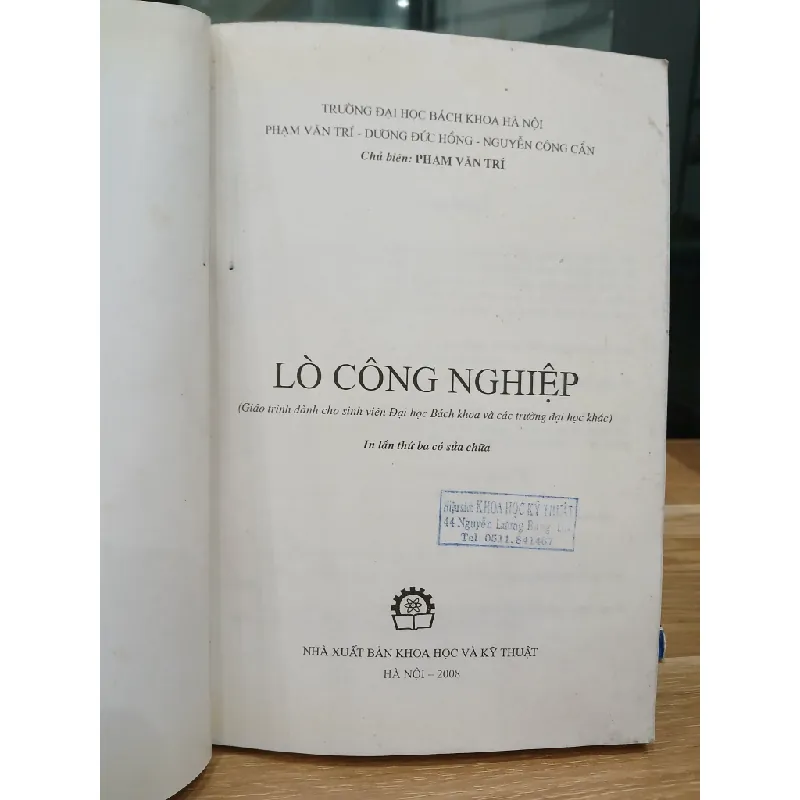 TRƯỜNG ĐẠI HỌC BÁCH KHOA HÀ NỘI
PHẠM VĂN TRÍ - DƯƠNG ĐỨC HỒNG - NGUYỄN CÔNG CẨN
Chủ biên: PHẠM VĂN TRÍ
LÒ CÔNG NGHIỆP
(Giáo trình dành cho sinh viên Đại học Bách khoa và các trường đại học khác)
In lần thứ ba có sửa chữa
Hiệu sách KHOA HỌC KỸ THUẬT
44 Nguyễn Lương Bằng
Tel 0511.841467
NHÀ XUẤT BẢN KHOA HỌC VÀ KỸ THUẬT
HÀ NỘI – 2008